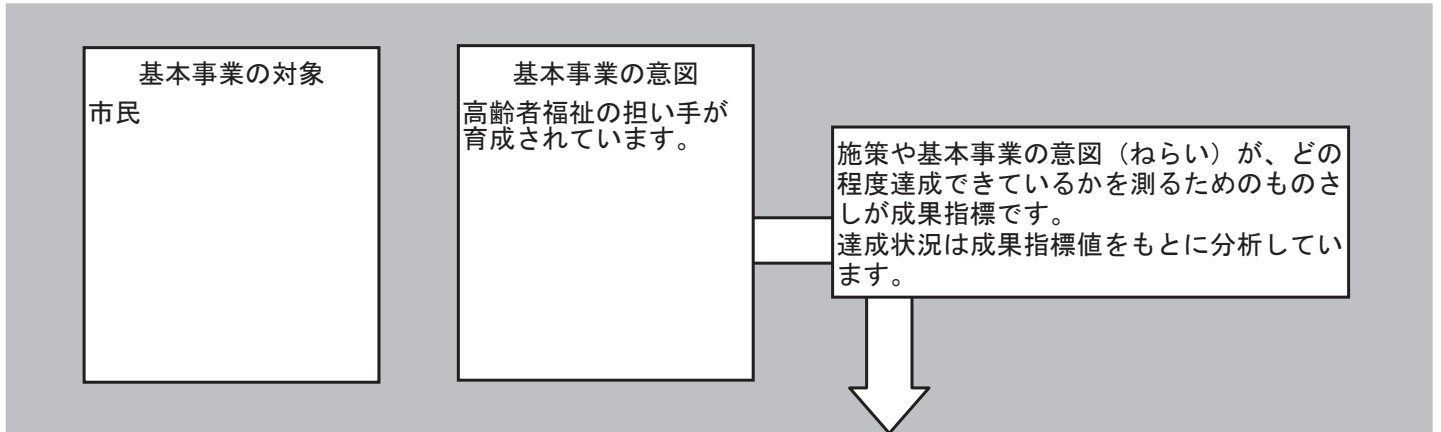 基本事業の対象
市民
基本事業の意図
高齢者福祉の担い手が
育成されています。
施策や基本事業の意図（ねらい）が、どの
程度達成できているかを測るためのものさ
しが成果指標です。
達成状況は成果指標値をもとに分析してい
ます。